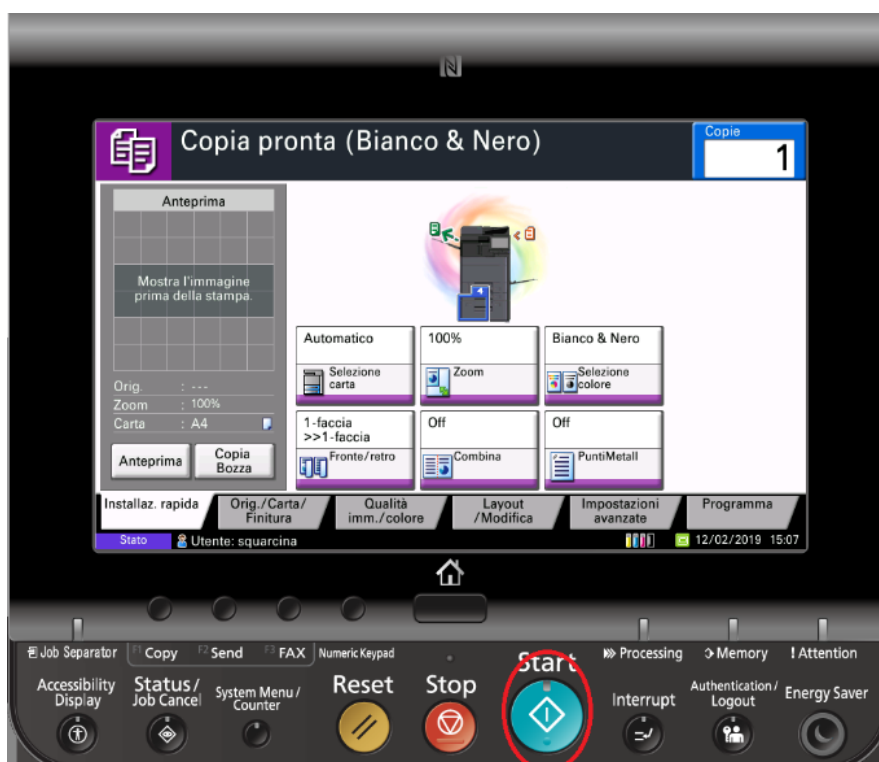 Copia pronta (Bianco & Nero)
Copie
1
Anteprima
Mostra l'immagine
prima della stampa.
Orig. : ---
Zoom : 100%
Carta : A4
Anteprima
Copia
Bozza
4
Automatico
Selezione
carta
100%
Zoom
Bianco & Nero
Selezione
colore
1-faccia
>>1-faccia
Fronte/retro
Off
Combina
Off
PuntiMetall
Installaz. rapida
Orig./Carta/
Finitura
Qualità
imm./colore
Layout
/Modifica
Impostazioni
avanzate
Programma
Stato
Utente: squarcina
12/02/2019 15:07
Job Separator
F1 Copy
F2 Send
F3 FAX
Numeric Keypad
Processing
Memory
! Attention
Accessibility
Display
Status /
Job Cancel
System Menu /
Counter
Reset
Stop
Start
Interrupt
Authentication /
Logout
Energy Saver